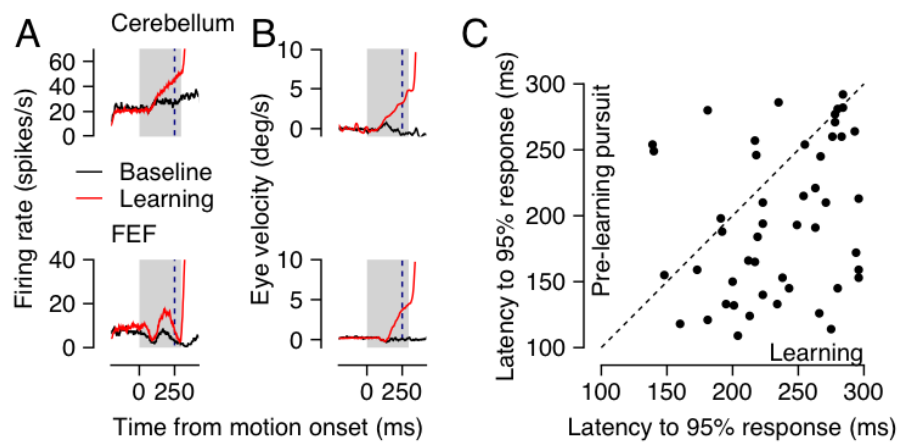 A
Cerebellum
60
40
20
0
Firing rate (spikes/s)
Baseline
Learning
FEF
40
20
0
0 250
B
10
5
0
Eye velocity (deg/s)
10
5
0
0 250
Time from motion onset (ms)
C
Latency to 95% response (ms)
Pre-learning pursuit
300
250
200
150
100
Learning
100 150 200 250 300
Latency to 95% response (ms)